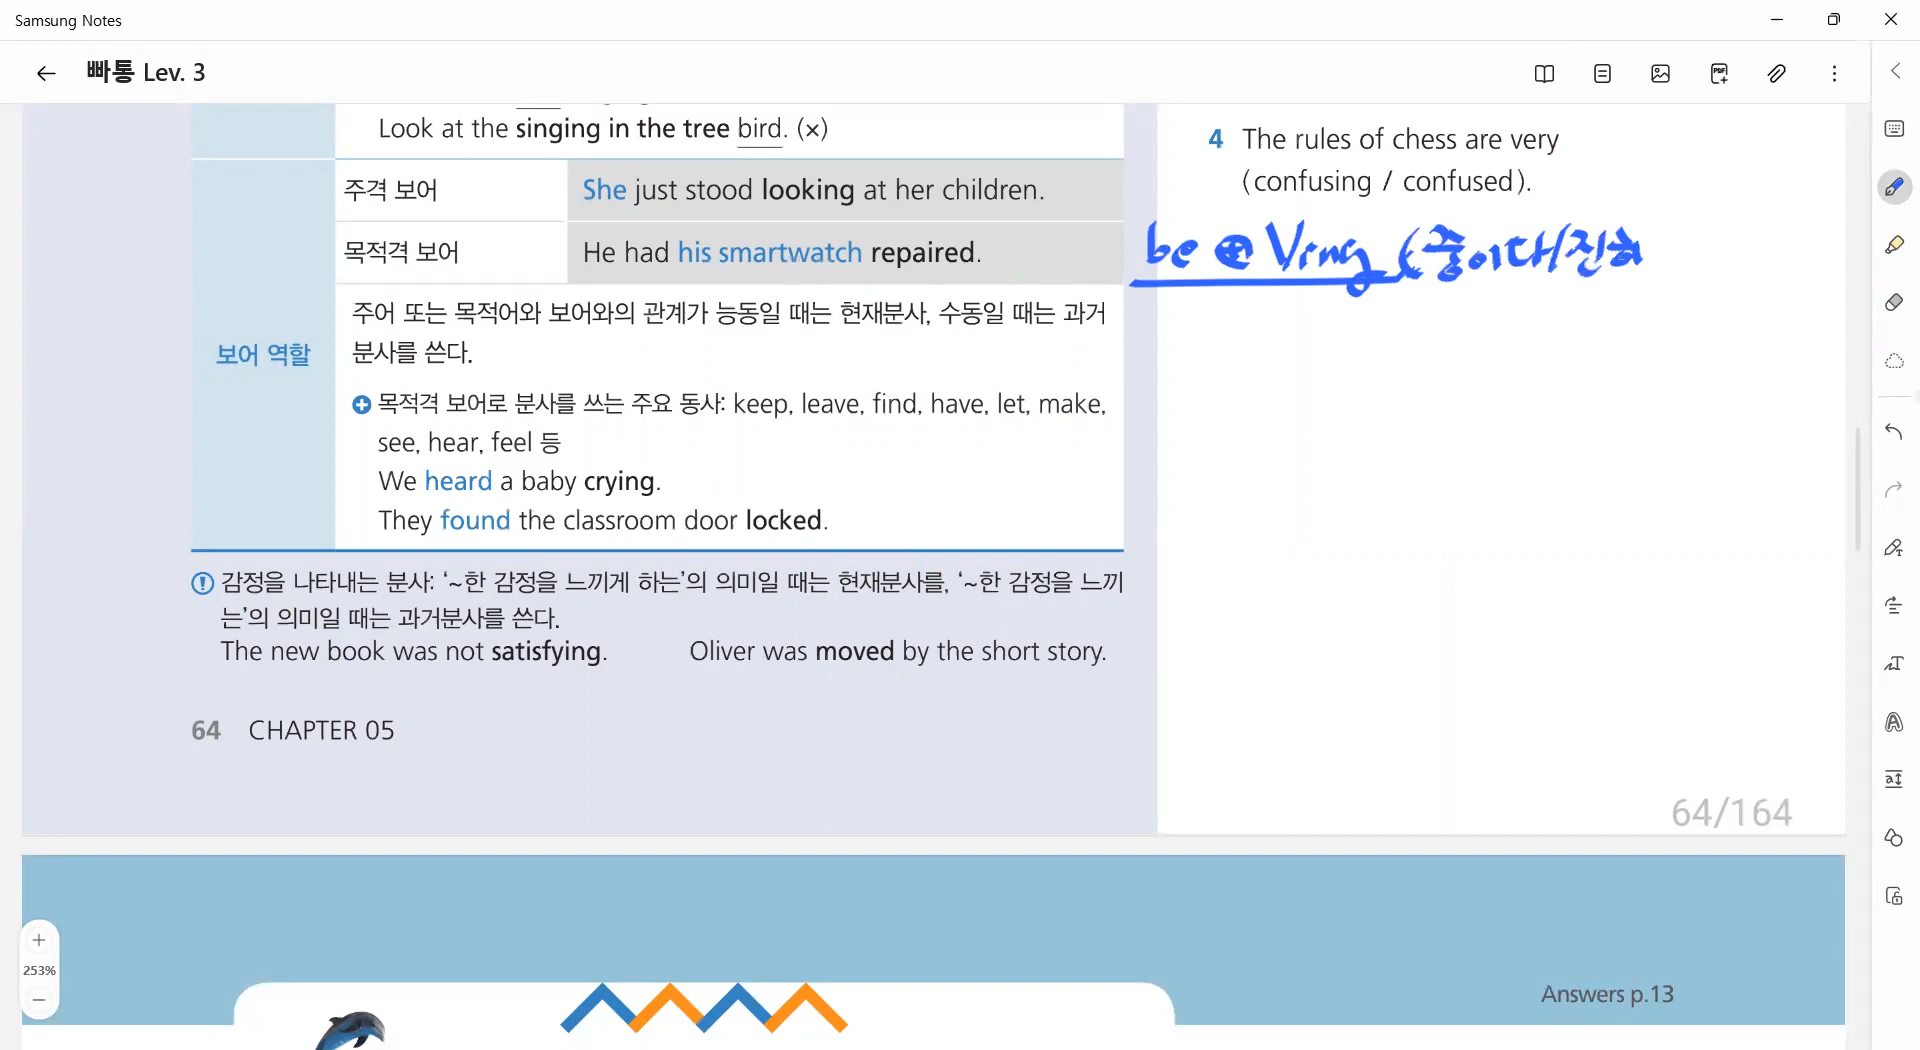 Samsung Notes
빠통 Lev. 3
Look at the singing in the tree bird. (×)
주격 보어
She just stood looking at her children.
목적격 보어
He had his smartwatch repaired.
보어 역할
주어 또는 목적어와 보어와의 관계가 능동일 때는 현재분사, 수동일 때는 과거
분사를 쓴다.
목적격 보어로 분사를 쓰는 주요 동사: keep, leave, find, have, let, make,
see, hear, feel 등
We heard a baby crying.
They found the classroom door locked.
감정을 나타내는 분사: ‘~한 감정을 느끼게 하는’의 의미일 때는 현재분사를, ‘~한 감정을 느끼
는’의 의미일 때는 과거분사를 쓴다.
The new book was not satisfying.
Oliver was moved by the short story.
64 CHAPTER 05
4 The rules of chess are very
(confusing / confused).
be Ving (중이다/진행
64/164
253%
Answers p.13